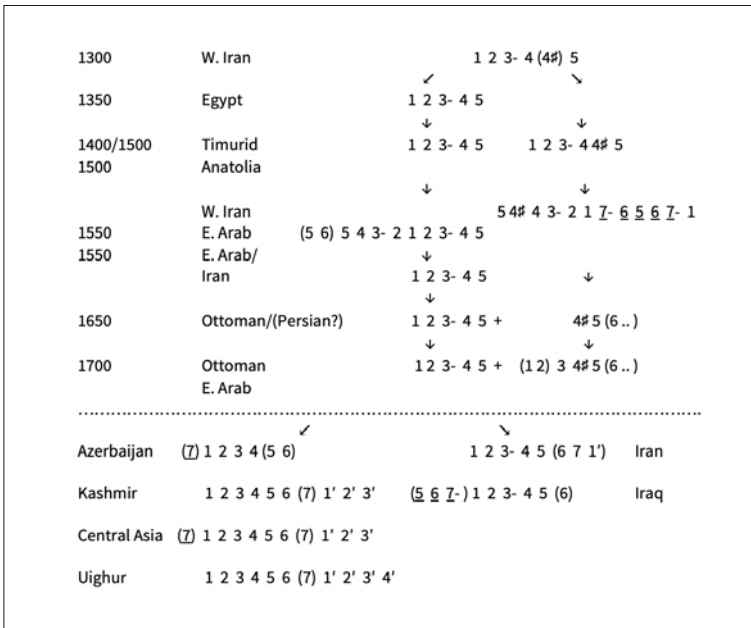 1300 W. Iran 1 2 3- 4 (4♯) 5
↙ ↘
1350 Egypt 1 2 3- 4 5
↓ ↓
1400/1500 Timurid 1 2 3- 4 5 1 2 3- 4 4♯ 5
1500 Anatolia
↓ ↓
W. Iran 5 4♯ 4 3- 2 1 7̲- 6̲ 5̲ 6̲ 7̲- 1
1550 E. Arab (5 6) 5 4 3- 2 1 2 3- 4 5
1550 E. Arab/ ↓
Iran 1 2 3- 4 5 ↓
↓
1650 Ottoman/(Persian?) 1 2 3- 4 5 + 4♯ 5 (6 ..)
↓ ↓
1700 Ottoman 1 2 3- 4 5 + (1 2) 3 4♯ 5 (6 ..)
E. Arab
↙ ↘
Azerbaijan (7̲) 1 2 3 4 (5 6) 1 2 3- 4 5 (6 7 1′) Iran
Kashmir 1 2 3 4 5 6 (7) 1′ 2′ 3′ (5̲ 6̲ 7̲-) 1 2 3- 4 5 (6) Iraq
Central Asia (7̲) 1 2 3 4 5 6 (7) 1′ 2′ 3′
Uighur 1 2 3 4 5 6 (7) 1′ 2′ 3′ 4′